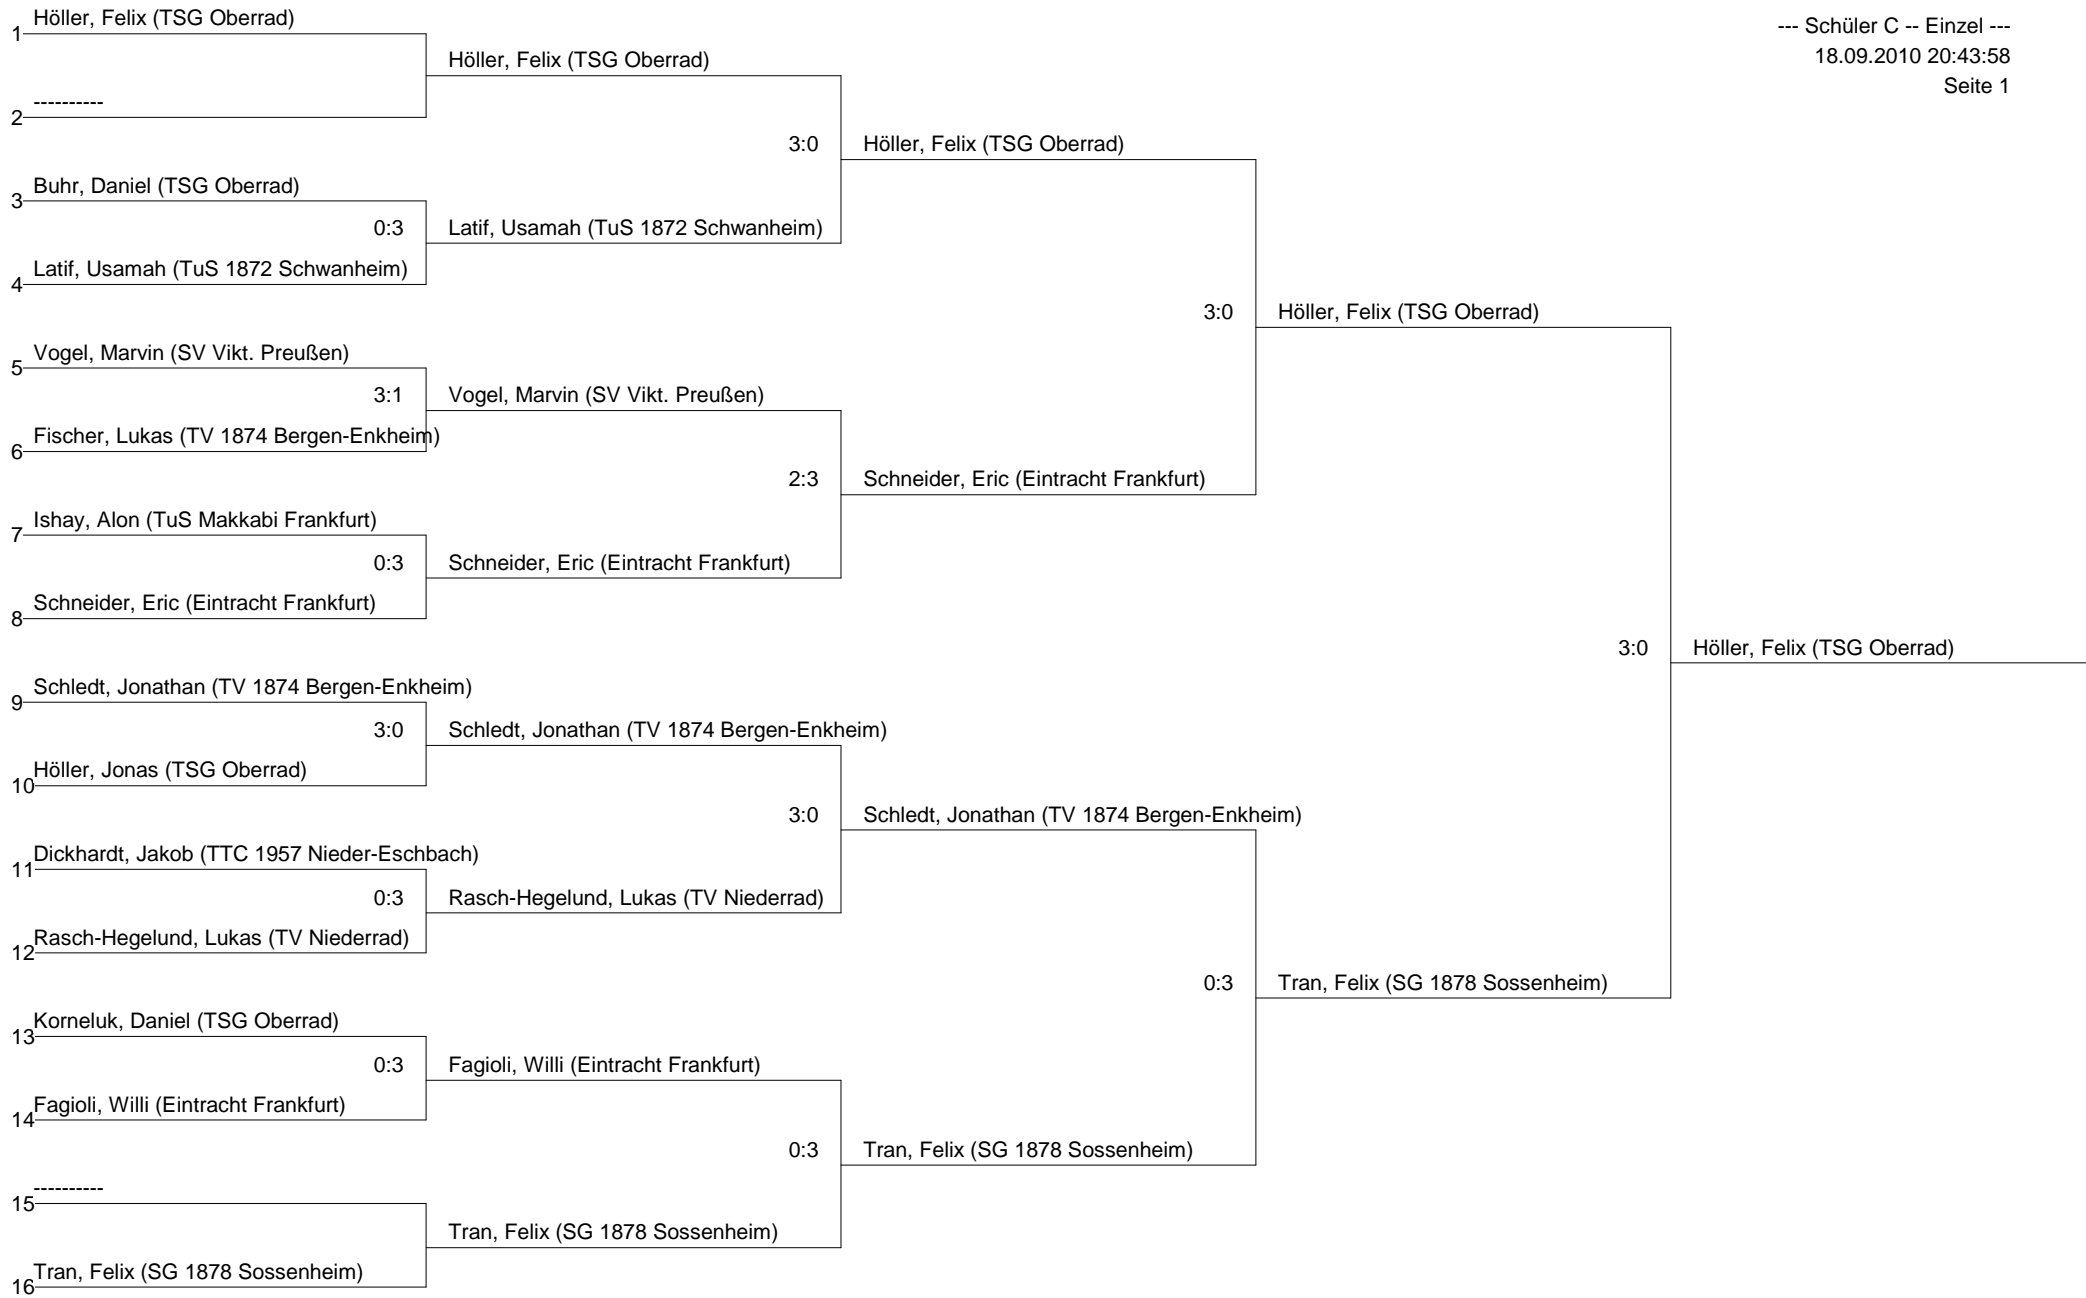 --- Schüler C -- Einzel ---
18.09.2010 20:43:58
Seite 1
1 Höller, Felix (TSG Oberrad)
Höller, Felix (TSG Oberrad)
2 ----------
3:0 Höller, Felix (TSG Oberrad)
3 Buhr, Daniel (TSG Oberrad)
0:3 Latif, Usamah (TuS 1872 Schwanheim)
4 Latif, Usamah (TuS 1872 Schwanheim)
3:0 Höller, Felix (TSG Oberrad)
5 Vogel, Marvin (SV Vikt. Preußen)
3:1 Vogel, Marvin (SV Vikt. Preußen)
6 Fischer, Lukas (TV 1874 Bergen-Enkheim)
2:3 Schneider, Eric (Eintracht Frankfurt)
7 Ishay, Alon (TuS Makkabi Frankfurt)
0:3 Schneider, Eric (Eintracht Frankfurt)
8 Schneider, Eric (Eintracht Frankfurt)
3:0 Höller, Felix (TSG Oberrad)
9 Schledt, Jonathan (TV 1874 Bergen-Enkheim)
3:0 Schledt, Jonathan (TV 1874 Bergen-Enkheim)
10 Höller, Jonas (TSG Oberrad)
3:0 Schledt, Jonathan (TV 1874 Bergen-Enkheim)
11 Dickhardt, Jakob (TTC 1957 Nieder-Eschbach)
0:3 Rasch-Hegelund, Lukas (TV Niederrad)
12 Rasch-Hegelund, Lukas (TV Niederrad)
0:3 Tran, Felix (SG 1878 Sossenheim)
13 Korneluk, Daniel (TSG Oberrad)
0:3 Fagioli, Willi (Eintracht Frankfurt)
14 Fagioli, Willi (Eintracht Frankfurt)
0:3 Tran, Felix (SG 1878 Sossenheim)
15 ----------
Tran, Felix (SG 1878 Sossenheim)
16 Tran, Felix (SG 1878 Sossenheim)